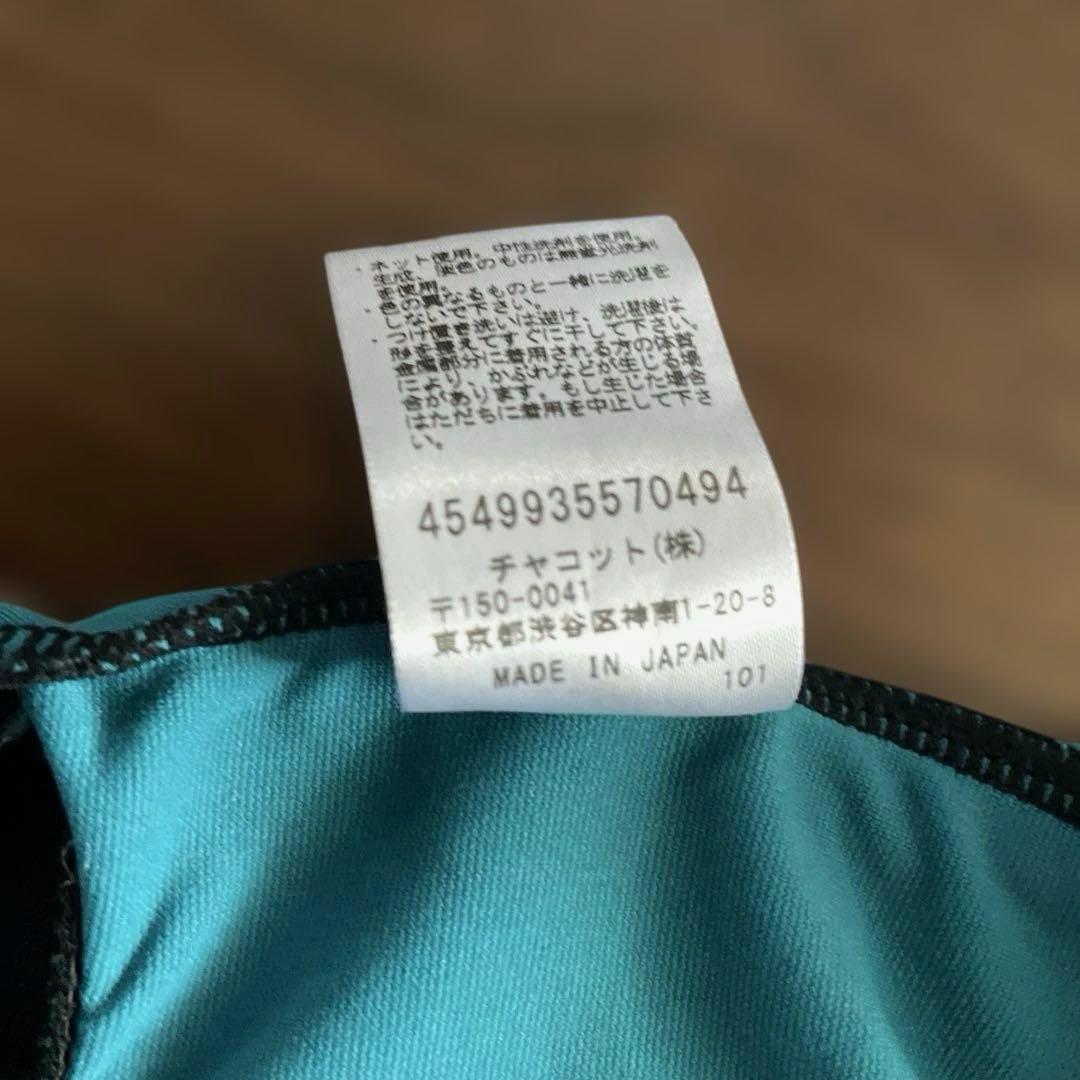 ・ネット使用。中性洗剤を使用。
生成、淡色のものは無蛍光洗剤
を使用。
・色の異なるものと一緒に洗濯を
しないで下さい。
・つけ置き洗いは避け、洗濯後は
形を整えてすぐに干して下さい。
金属部分に着用される方の体質
により、かぶれなどが生じる場
合があります。もし生じた場合
はただちに着用を中止して下さ
い。
4549935570494
チャコット(株)
〒150-0041
東京都渋谷区神南1-20-8
MADE IN JAPAN
101